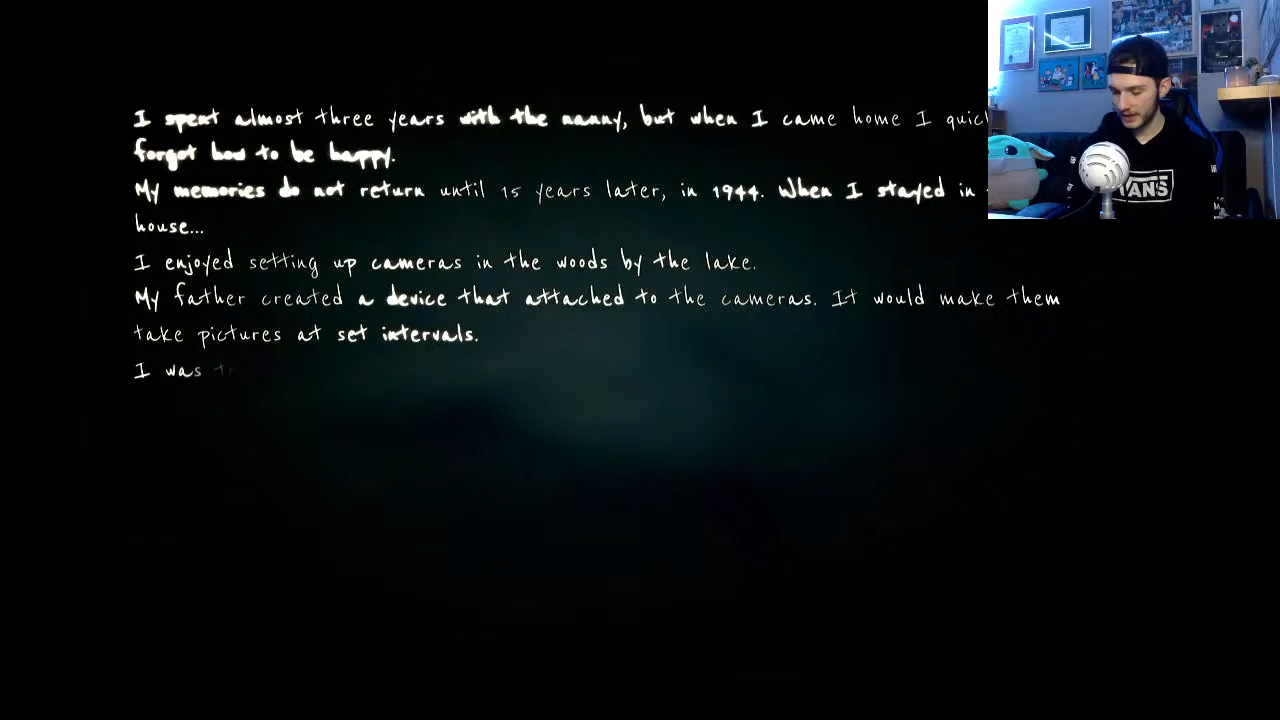 I spent almost three years with the nanny, but when I came home I
forgot how to be happy.
My memories do not return until 15 years later, in 1944. When I stayed in
house...
I enjoyed setting up cameras in the woods by the lake.
My father created a device that attached to the cameras. It would make them
take pictures at set intervals.
I was
VANS